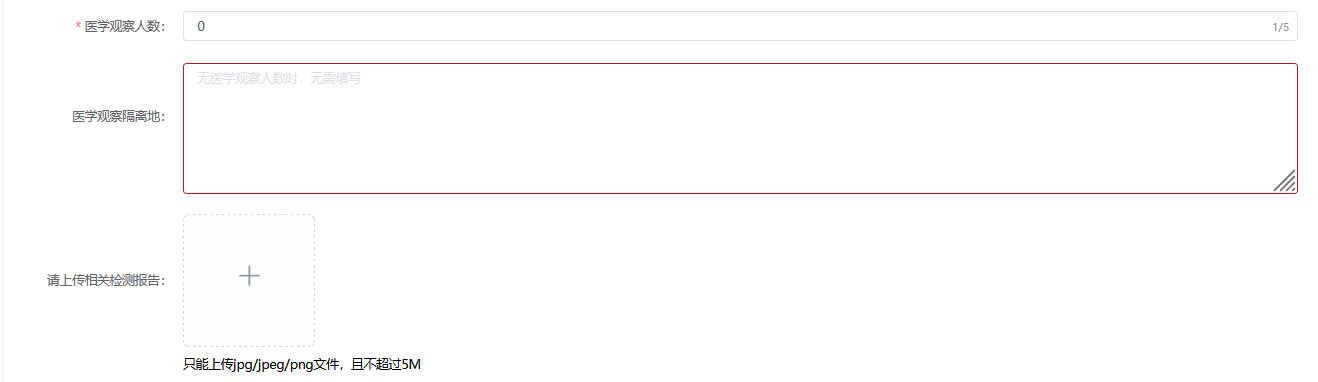 * 医学观察人数： 0 1/5
无医学观察人数时，无需填写
医学观察隔离地：
请上传相关检测报告：
只能上传jpg/jpeg/png文件，且不超过5M